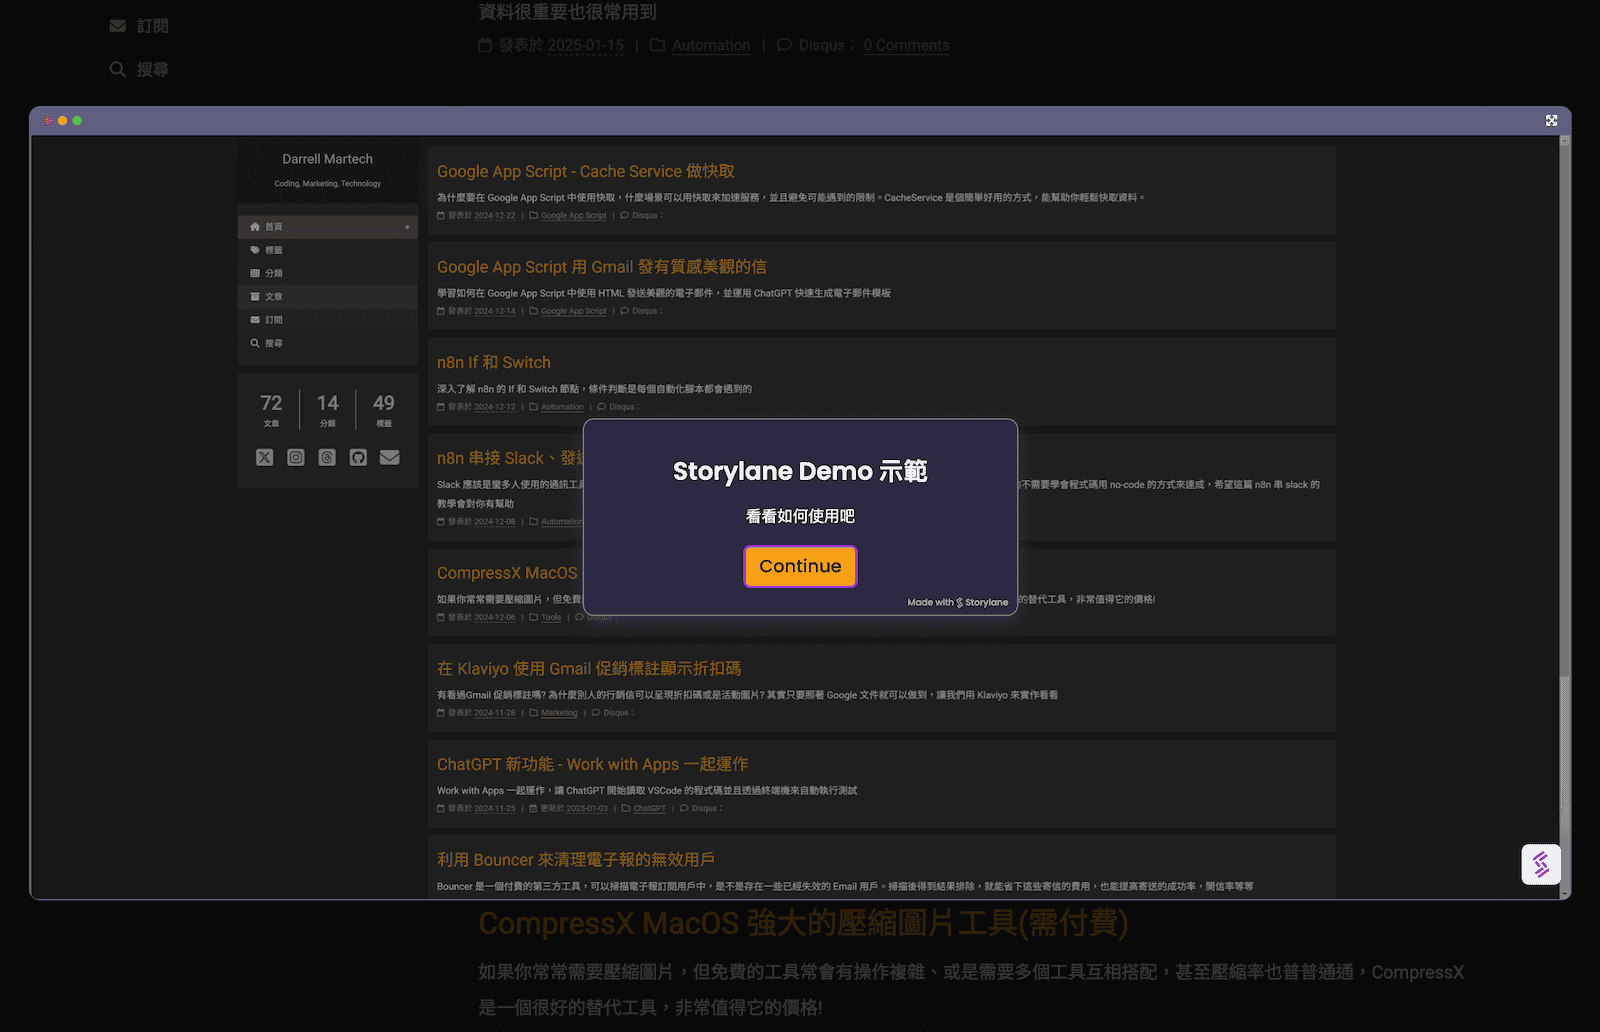 資料很重要也很常用到
訂閱
發表於 2025-01-15 | Automation | Disqus： 0 Comments
搜尋
Darrell Martech
Coding, Marketing, Technology
首頁
標籤
分類
文章
訂閱
搜尋
72 14 49
文章 分類 標籤
Google App Script - Cache Service 做快取
為什麼要在 Google App Script 中使用快取，什麼場景可以用快取來加速服務，並且避免可能遇到的限制。CacheService 是個簡單好用的方式，能幫助你輕鬆快取資料。
發表於 2024-12-22 | Google App Script | Disqus：
Google App Script 用 Gmail 發有質感美觀的信
學習如何在 Google App Script 中使用 HTML 發送美觀的電子郵件，並運用 ChatGPT 快速生成電子郵件模板
發表於 2024-12-14 | Google App Script | Disqus：
n8n If 和 Switch
深入了解 n8n 的 If 和 Switch 節點，條件判斷是每個自動化腳本都會遇到的
發表於 2024-12-12 | Automation | Disqus：
n8n 串接 Slack、發送
Slack 應該是蠻多人使用的通訊工具 不需要學會程式碼用 no-code 的方式來達成，希望這篇 n8n 串 slack 的
教學會對你有幫助
發表於 2024-12-08 | Automation
Storylane Demo 示範
看看如何使用吧
Continue
Made with Storylane
CompressX MacOS
如果你常常需要壓縮圖片，但免費 的替代工具，非常值得它的價格!
發表於 2024-12-06 | Tools | Disqus：
在 Klaviyo 使用 Gmail 促銷標註顯示折扣碼
有看過Gmail 促銷標註嗎? 為什麼別人的行銷信可以呈現折扣碼或是活動圖片? 其實只要照著 Google 文件就可以做到，讓我們用 Klaviyo 來實作看看
發表於 2024-11-28 | Marketing | Disqus：
ChatGPT 新功能 - Work with Apps 一起運作
Work with Apps 一起運作，讓 ChatGPT 開始讀取 VSCode 的程式碼並且透過終端機來自動執行測試
發表於 2024-11-25 | 更新於 2025-01-03 | ChatGPT | Disqus：
利用 Bouncer 來清理電子報的無效用戶
Bouncer 是一個付費的第三方工具，可以掃描電子報訂閱用戶中，是不是存在一些已經失效的 Email 用戶。掃描後得到結果排除，就能省下這些寄信的費用，也能提高寄送的成功率，開信率等等
CompressX MacOS 強大的壓縮圖片工具(需付費)
如果你常常需要壓縮圖片，但免費的工具常會有操作複雜、或是需要多個工具互相搭配，甚至壓縮率也普普通通，CompressX
是一個很好的替代工具，非常值得它的價格!